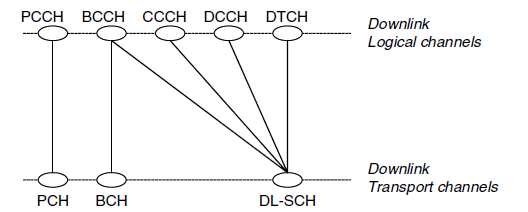 PCCH BCCH CCCH DCCH DTCH
Downlink
Logical channels
Downlink
Transport channels
PCH BCH DL-SCH